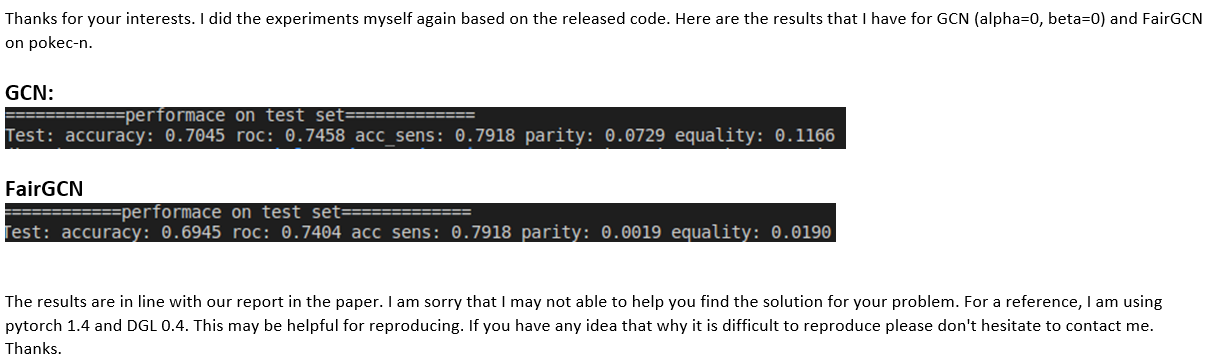 Thanks for your interests. I did the experiments myself again based on the released code. Here are the results that I have for GCN (alpha=0, beta=0) and FairGCN
on pokec-n.
GCN:
============performace on test set=============
Test: accuracy: 0.7045 roc: 0.7458 acc_sens: 0.7918 parity: 0.0729 equality: 0.1166
FairGCN
============performace on test set=============
Test: accuracy: 0.6945 roc: 0.7404 acc sens: 0.7918 parity: 0.0019 equality: 0.0190
The results are in line with our report in the paper. I am sorry that I may not able to help you find the solution for your problem. For a reference, I am using
pytorch 1.4 and DGL 0.4. This may be helpful for reproducing. If you have any idea that why it is difficult to reproduce please don't hesitate to contact me.
Thanks.